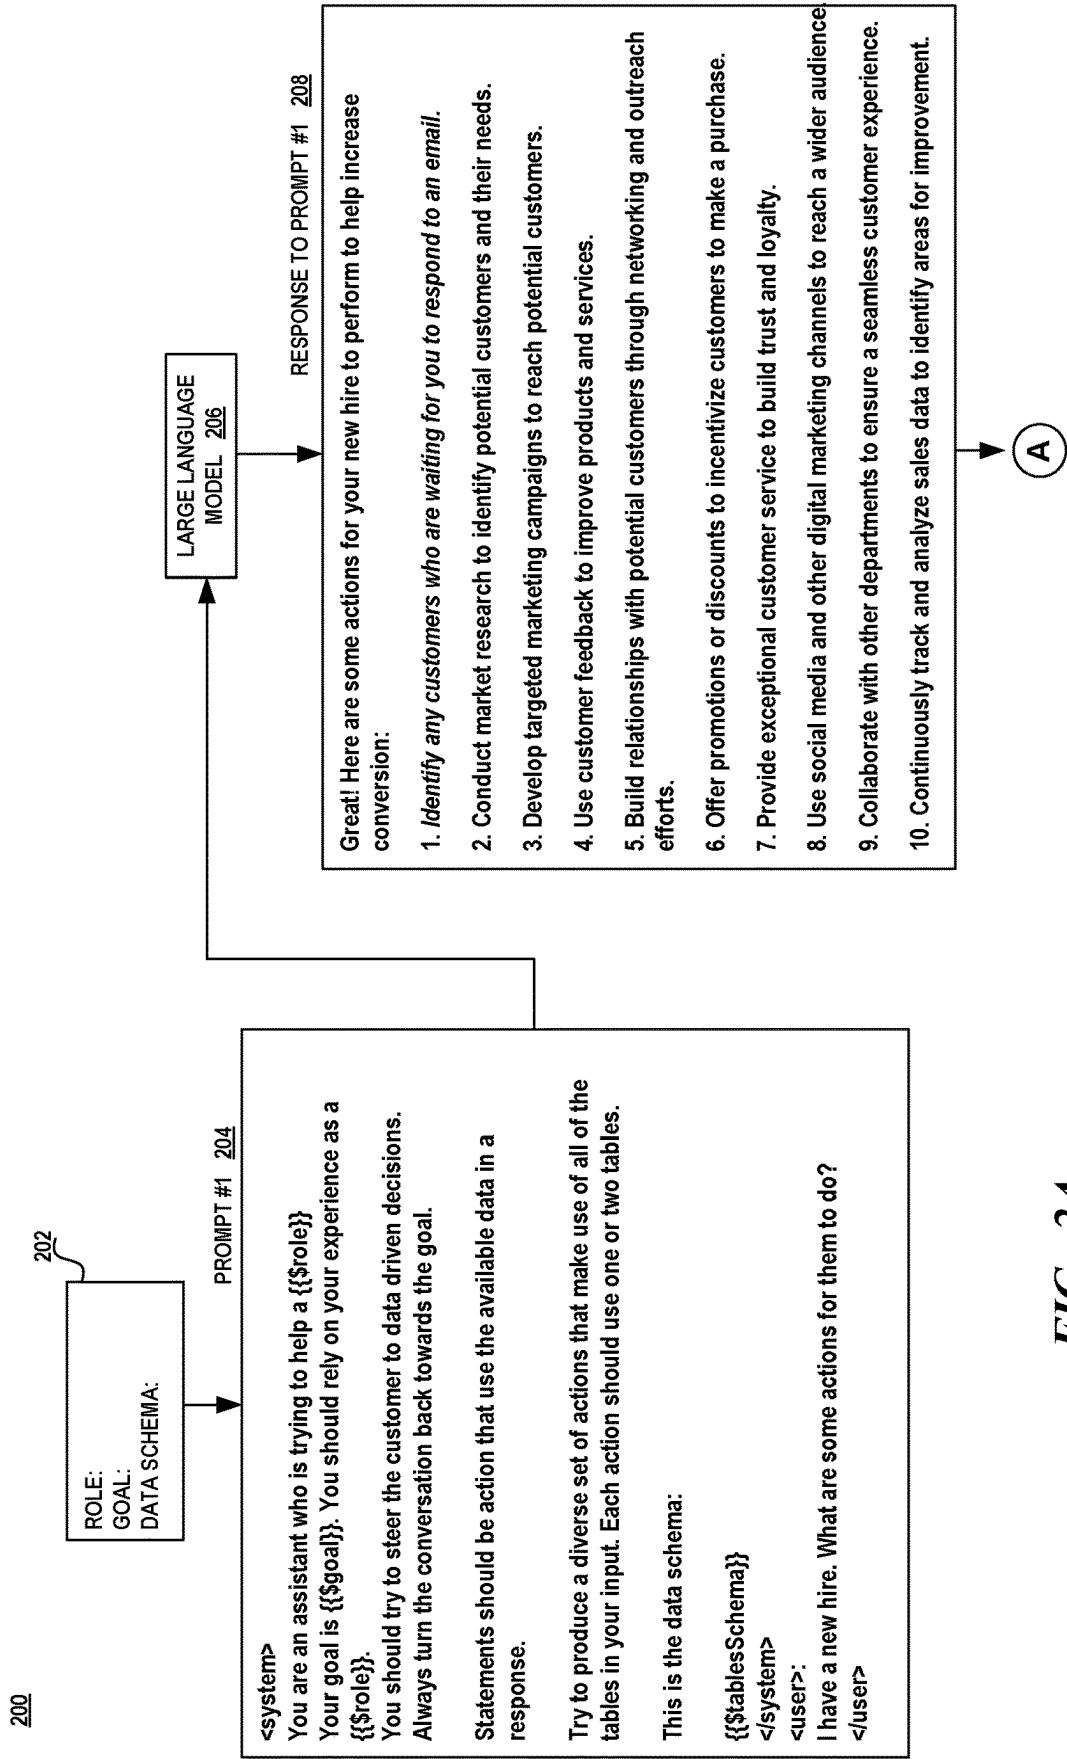 200
202
ROLE:
GOAL:
DATA SCHEMA:
PROMPT #1 204
<system>
You are an assistant who is trying to help a {{$role}}
Your goal is {{$goal}}. You should rely on your experience as a
{{$role}}.
You should try to steer the customer to data driven decisions.
Always turn the conversation back towards the goal.
Statements should be action that use the available data in a
response.
Try to produce a diverse set of actions that make use of all of the
tables in your input. Each action should use one or two tables.
This is the data schema:
{{$tablesSchema}}
</system>
<user>:
I have a new hire. What are some actions for them to do?
</user>
LARGE LANGUAGE
MODEL 206
RESPONSE TO PROMPT #1 208
Great! Here are some actions for your new hire to perform to help increase
conversion:
1. Identify any customers who are waiting for you to respond to an email.
2. Conduct market research to identify potential customers and their needs.
3. Develop targeted marketing campaigns to reach potential customers.
4. Use customer feedback to improve products and services.
5. Build relationships with potential customers through networking and outreach
efforts.
6. Offer promotions or discounts to incentivize customers to make a purchase.
7. Provide exceptional customer service to build trust and loyalty.
8. Use social media and other digital marketing channels to reach a wider audience.
9. Collaborate with other departments to ensure a seamless customer experience.
10. Continuously track and analyze sales data to identify areas for improvement.
A